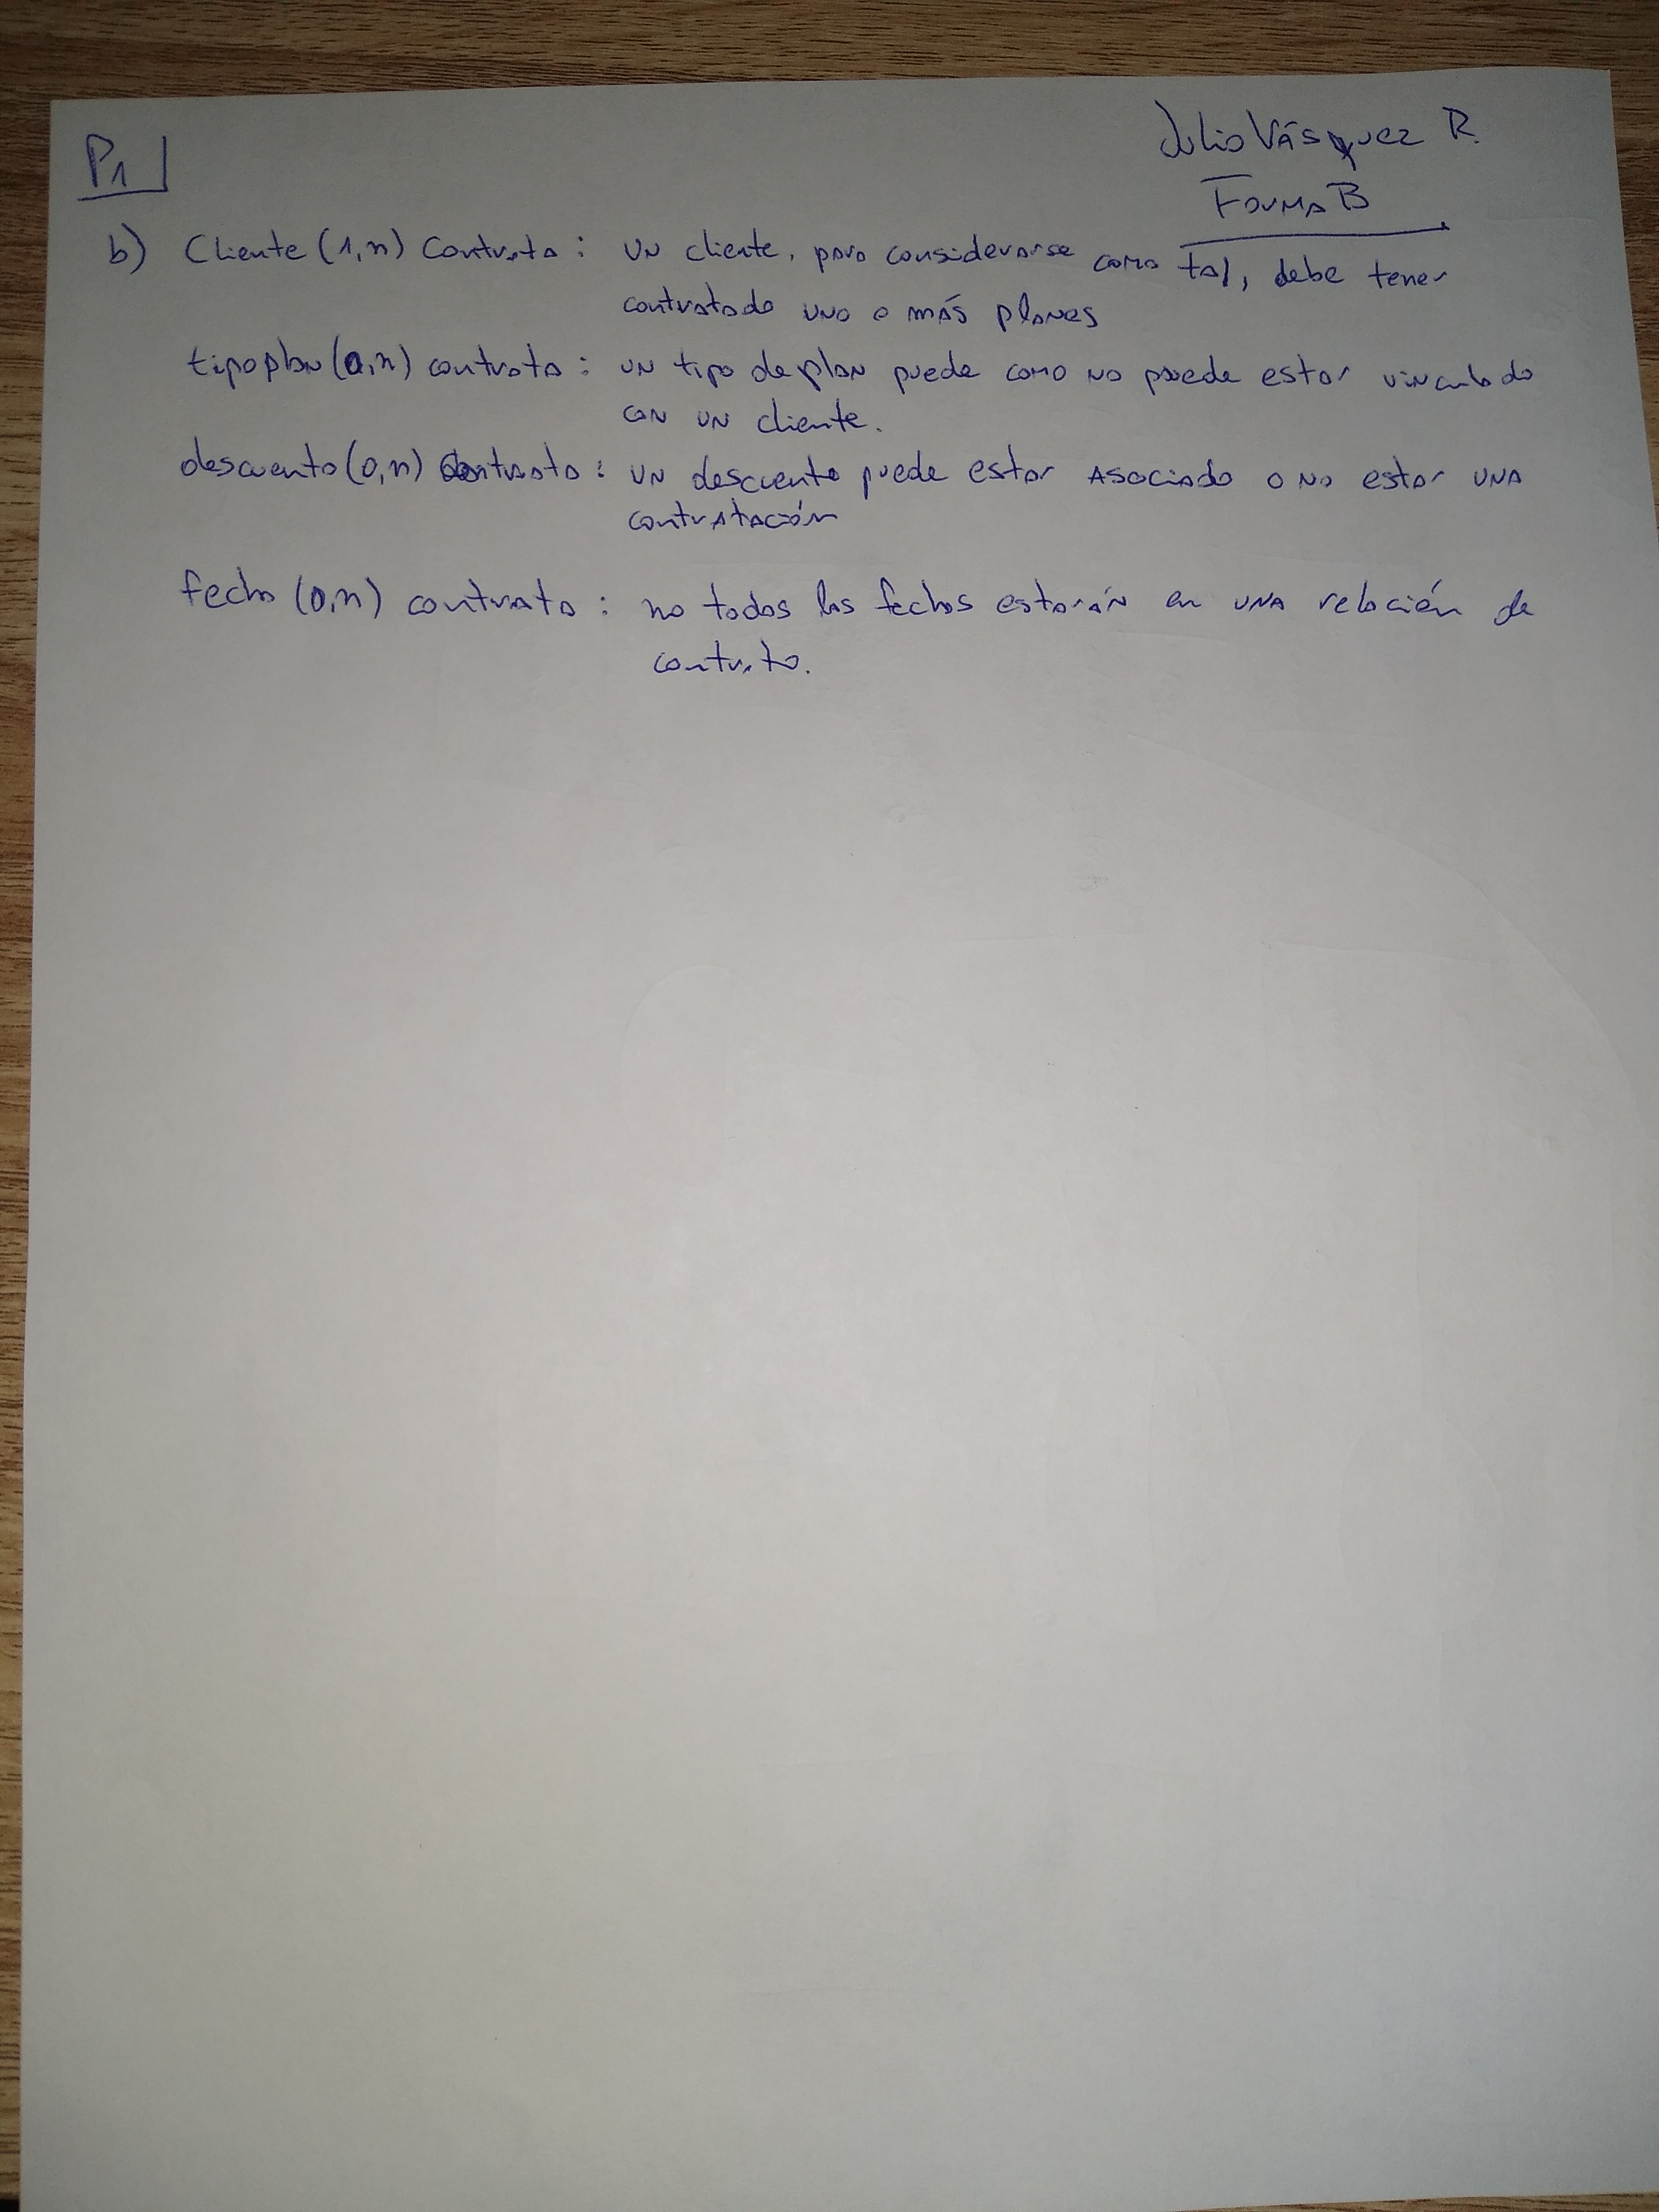 P1
Julio Vásquez R.
Forma B
b) Cliente (1,n) Contrata : Un cliente, para considerarse como tal, debe tener
contratado uno o más planes
tipoplan (0,n) contrata : un tipo de plan puede como no puede estar vinculado
con un cliente.
descuento (0,n) Contrata : un descuento puede estar asociado o no estar una
contratación
fecha (0,n) contrata : no todas las fechas estarán en una relación de
contrato.